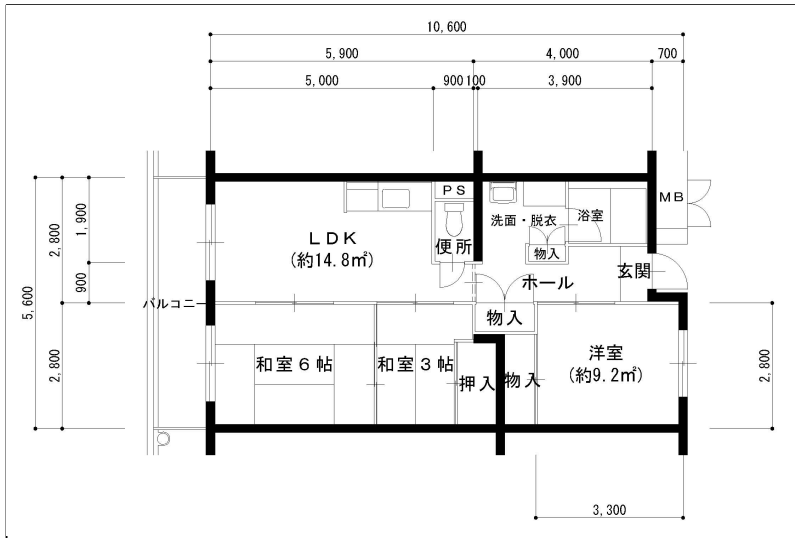 10,600
5,900
4,000
700
5,000
900
100
3,900
PS
MB
洗面・脱衣
浴室
LDK
(約14.8㎡)
便所
物入
玄関
ホール
バルコニー
物入
和室6帖
和室3帖
押入
物入
洋室
(約9.2㎡)
5,600
2,800
1,900
900
2,800
2,800
3,300